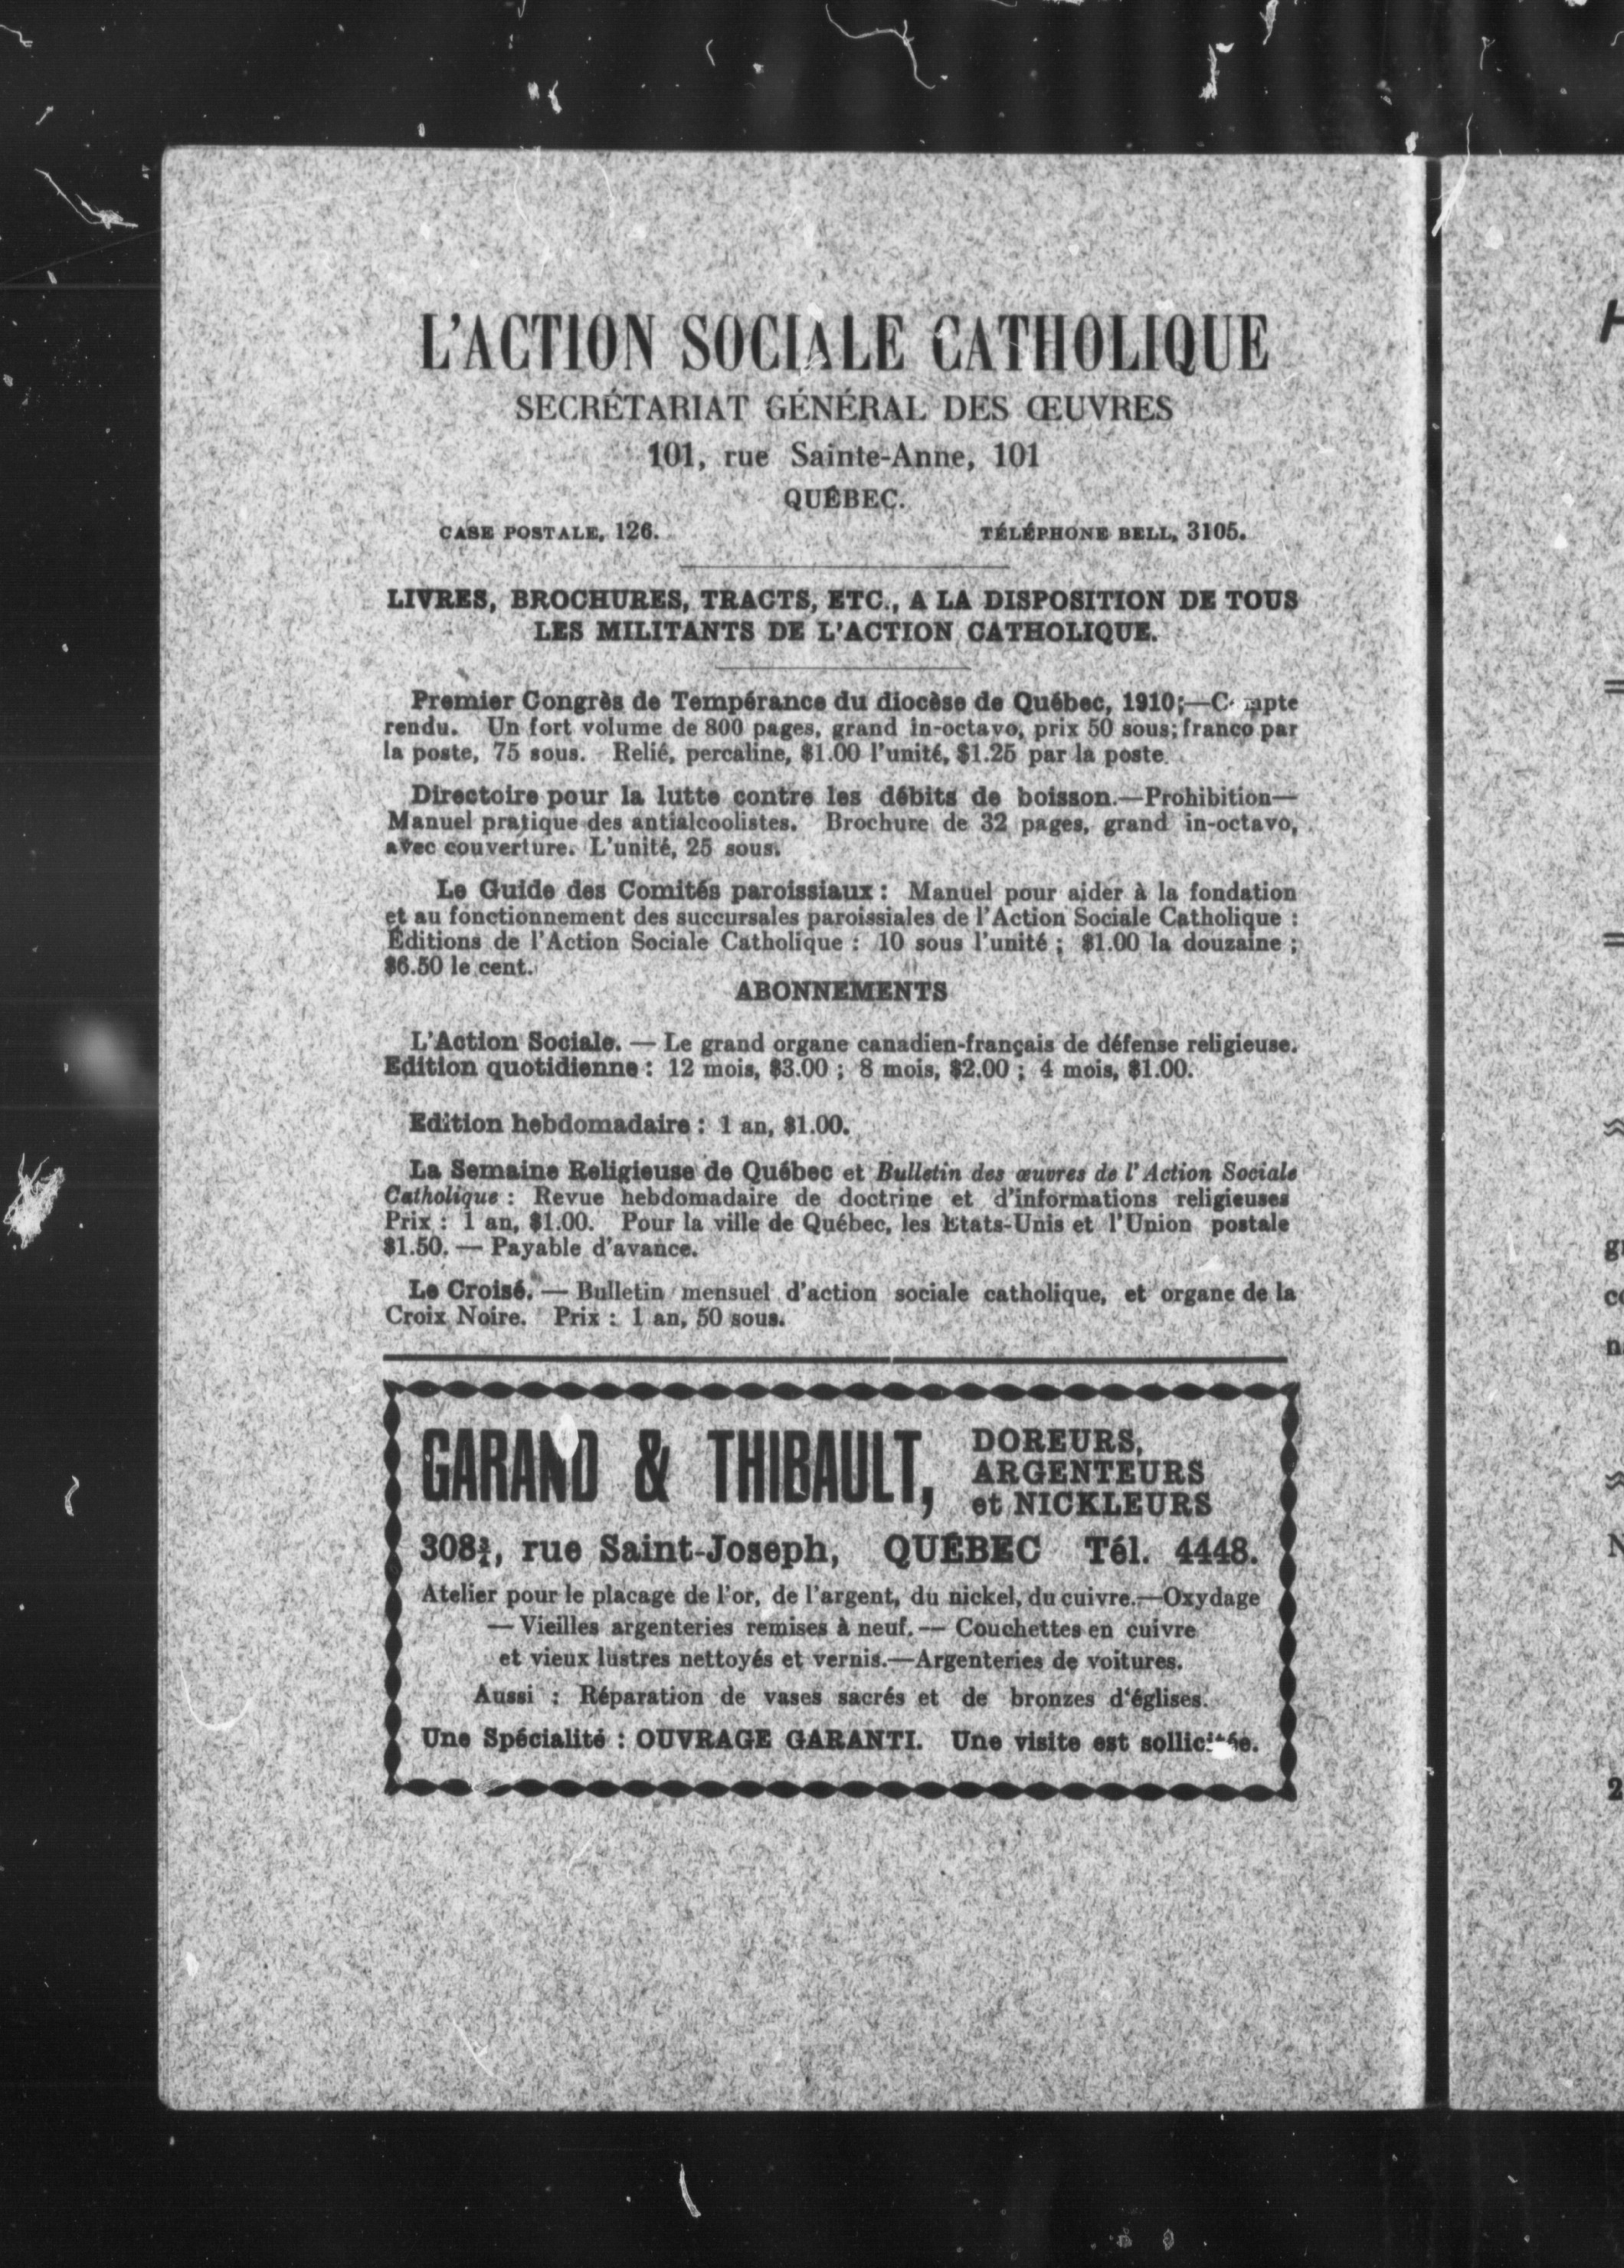 L'ACTION SOCIALE CATHOLIQUE
SECRÉTARIAT GÉNÉRAL DES ŒUVRES
101, rue Sainte-Anne, 101
QUÉBEC.
CASE POSTALE, 126. TÉLÉPHONE BELL, 3105.
LIVRES, BROCHURES, TRACTS, ETC., A LA DISPOSITION DE TOUS
LES MILITANTS DE L'ACTION CATHOLIQUE.
Premier Congrès de Tempérance du diocèse de Québec, 1910;—C mpte
rendu. Un fort volume de 800 pages, grand in-octavo, prix 50 sous; franco par
la poste, 75 sous. Relié, percaline, $1.00 l'unité, $1.25 par la poste.
Directoire pour la lutte contre les débits de boisson.—Prohibition—
Manuel pratique des antialcoolistes. Brochure de 32 pages, grand in-octavo,
avec couverture. L'unité, 25 sous.
Le Guide des Comités paroissiaux : Manuel pour aider à la fondation
et au fonctionnement des succursales paroissiales de l'Action Sociale Catholique :
Éditions de l'Action Sociale Catholique : 10 sous l'unité ; $1.00 la douzaine ;
$6.50 le cent.
ABONNEMENTS
L'Action Sociale. — Le grand organe canadien-français de défense religieuse.
Edition quotidienne : 12 mois, $3.00 ; 8 mois, $2.00 ; 4 mois, $1.00.
Edition hebdomadaire : 1 an, $1.00.
La Semaine Religieuse de Québec et Bulletin des œuvres de l'Action Sociale
Catholique : Revue hebdomadaire de doctrine et d'informations religieuses
Prix : 1 an, $1.00. Pour la ville de Québec, les Etats-Unis et l'Union postale
$1.50. — Payable d'avance.
Le Croisé. — Bulletin mensuel d'action sociale catholique, et organe de la
Croix Noire. Prix : 1 an, 50 sous.
GARAND & THIBAULT, DOREURS,
ARGENTEURS
et NICKLEURS
308¾, rue Saint-Joseph, QUÉBEC Tél. 4448.
Atelier pour le placage de l'or, de l'argent, du nickel, du cuivre.—Oxydage
— Vieilles argenteries remises à neuf. — Couchettes en cuivre
et vieux lustres nettoyés et vernis.—Argenteries de voitures.
Aussi : Réparation de vases sacrés et de bronzes d'églises.
Une Spécialité : OUVRAGE GARANTI. Une visite est sollicitée.